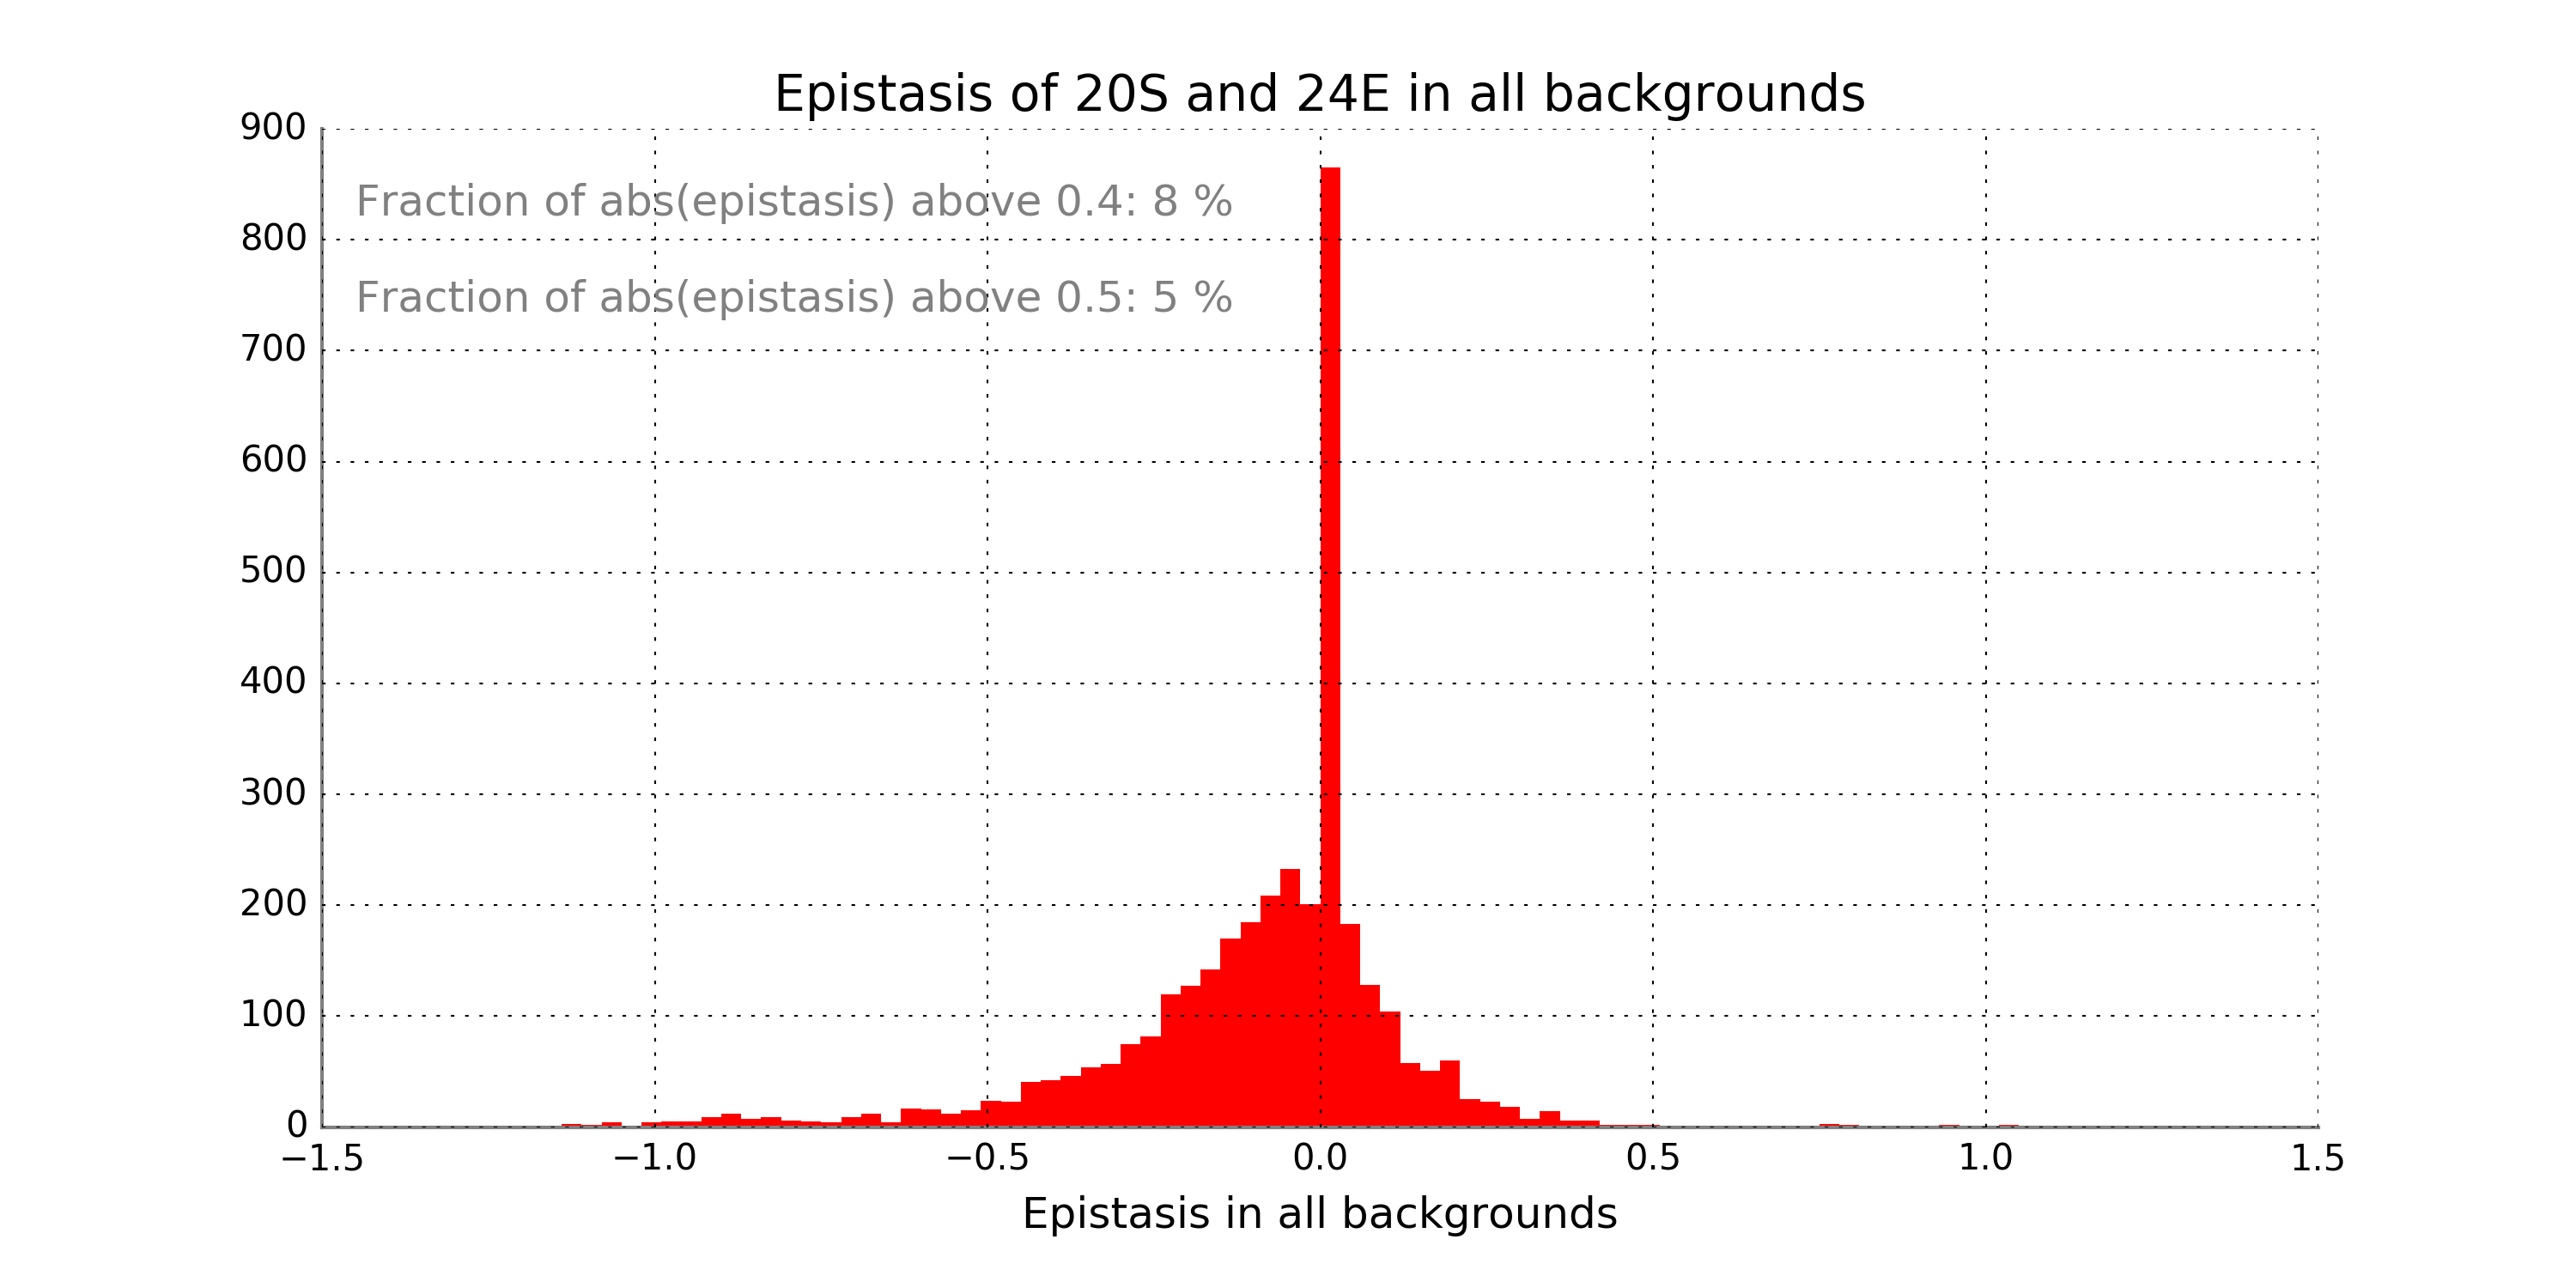 Epistasis of 20S and 24E in all backgrounds
900
Fraction of abs(epistasis) above 0.4: 8 %
800
Fraction of abs(epistasis) above 0.5: 5 %
700
600
500
400
300
200
100
0
−1.5 −1.0 −0.5 0.0 0.5 1.0 1.5
Epistasis in all backgrounds